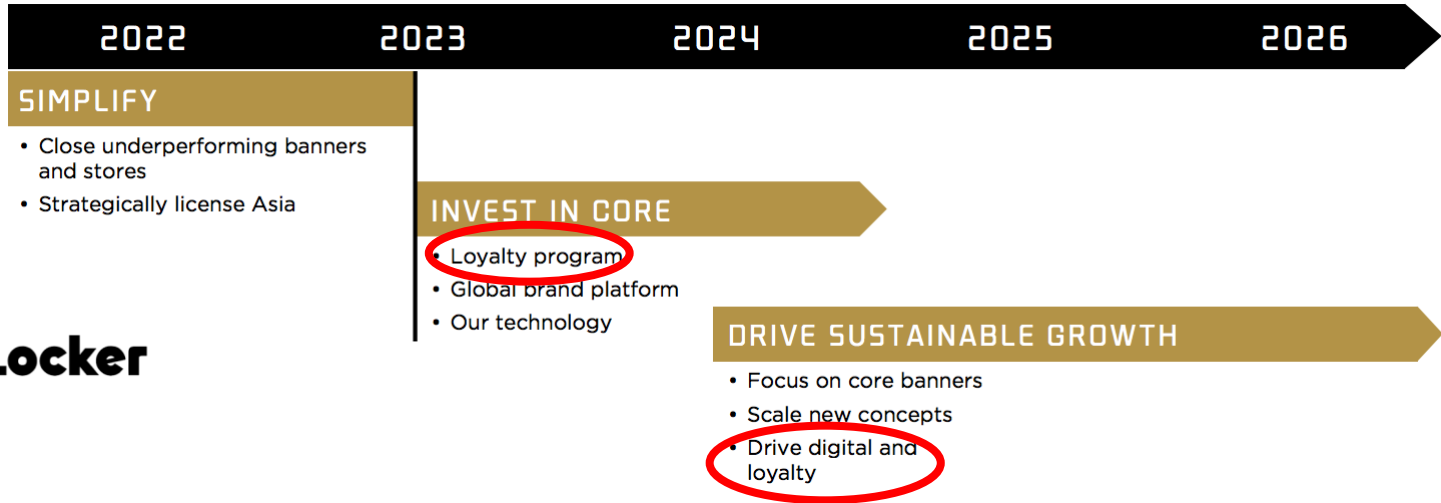 2022 2023 2024 2025 2026
SIMPLIFY
• Close underperforming banners
and stores
• Strategically license Asia
INVEST IN CORE
• Loyalty program
• Global brand platform
• Our technology
DRIVE SUSTAINABLE GROWTH
• Focus on core banners
• Scale new concepts
• Drive digital and
loyalty
Locker